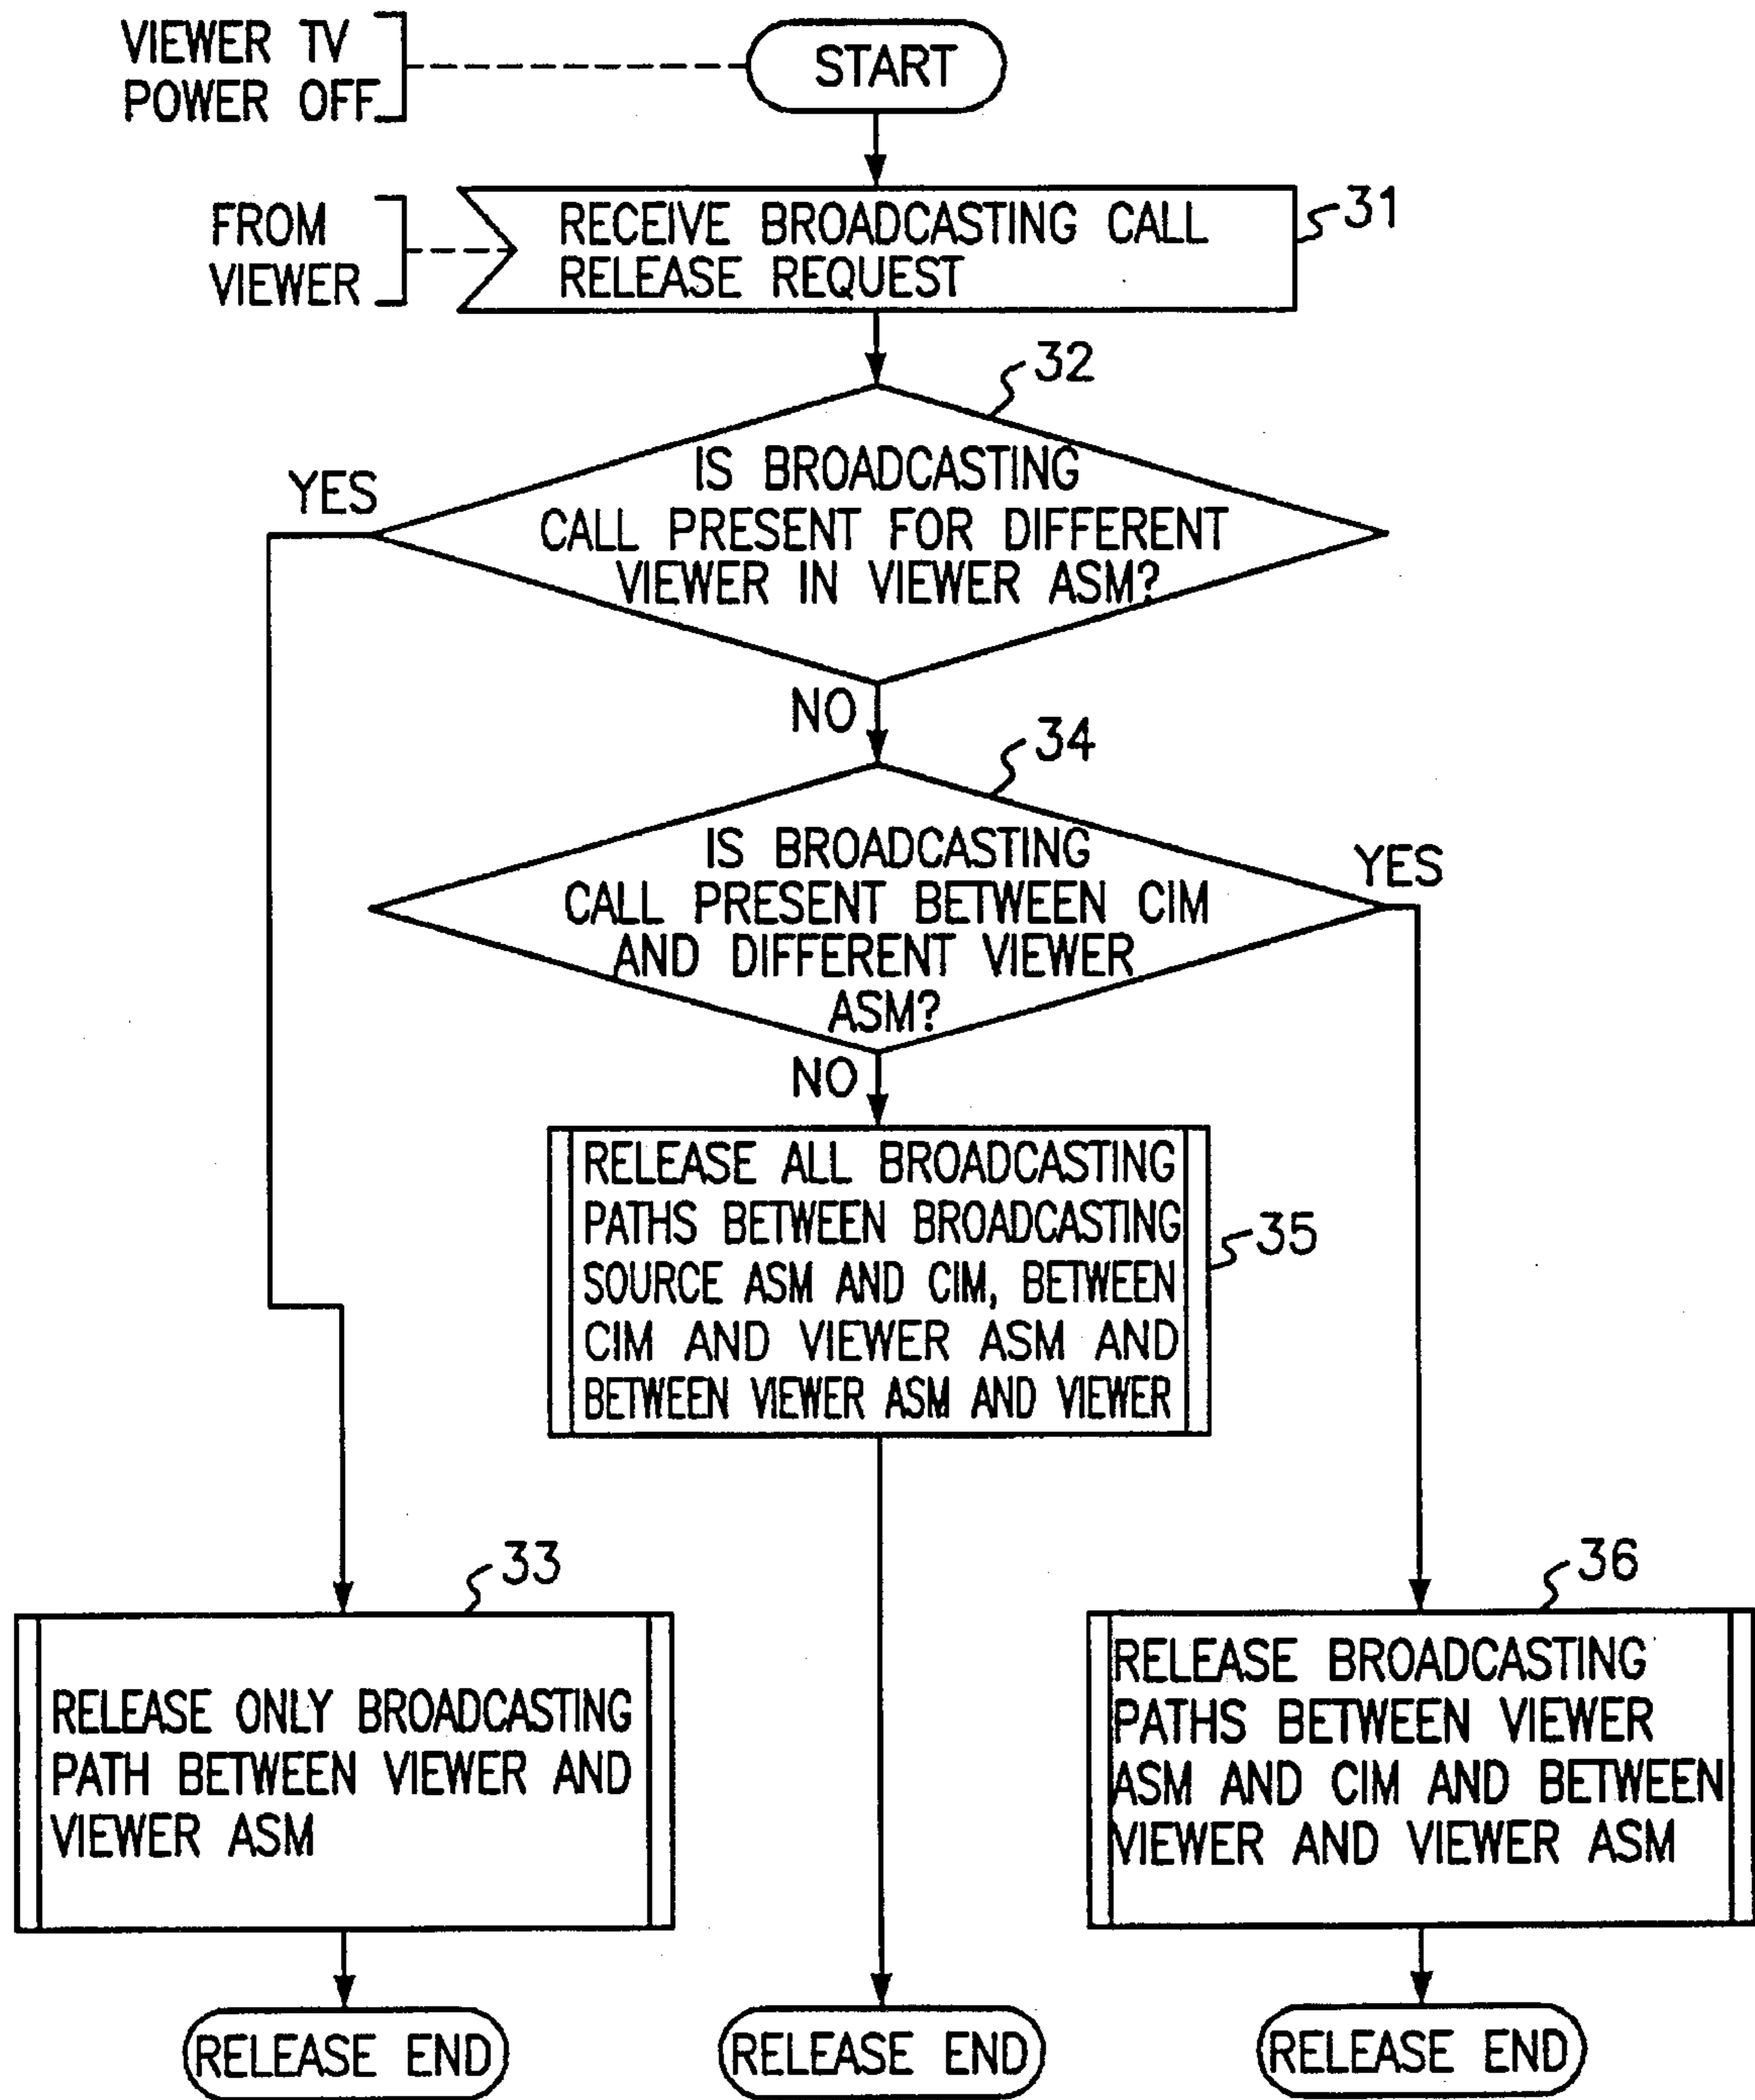 VIEWER TV
POWER OFF
START
FROM
VIEWER
RECEIVE BROADCASTING CALL
RELEASE REQUEST
31
32
IS BROADCASTING
CALL PRESENT FOR DIFFERENT
VIEWER IN VIEWER ASM?
YES
NO
34
IS BROADCASTING
CALL PRESENT BETWEEN CIM
AND DIFFERENT VIEWER
ASM?
YES
NO
RELEASE ALL BROADCASTING
PATHS BETWEEN BROADCASTING
SOURCE ASM AND CIM, BETWEEN
CIM AND VIEWER ASM AND
BETWEEN VIEWER ASM AND VIEWER
35
33
RELEASE ONLY BROADCASTING
PATH BETWEEN VIEWER AND
VIEWER ASM
36
RELEASE BROADCASTING
PATHS BETWEEN VIEWER
ASM AND CIM AND BETWEEN
VIEWER AND VIEWER ASM
RELEASE END
RELEASE END
RELEASE END